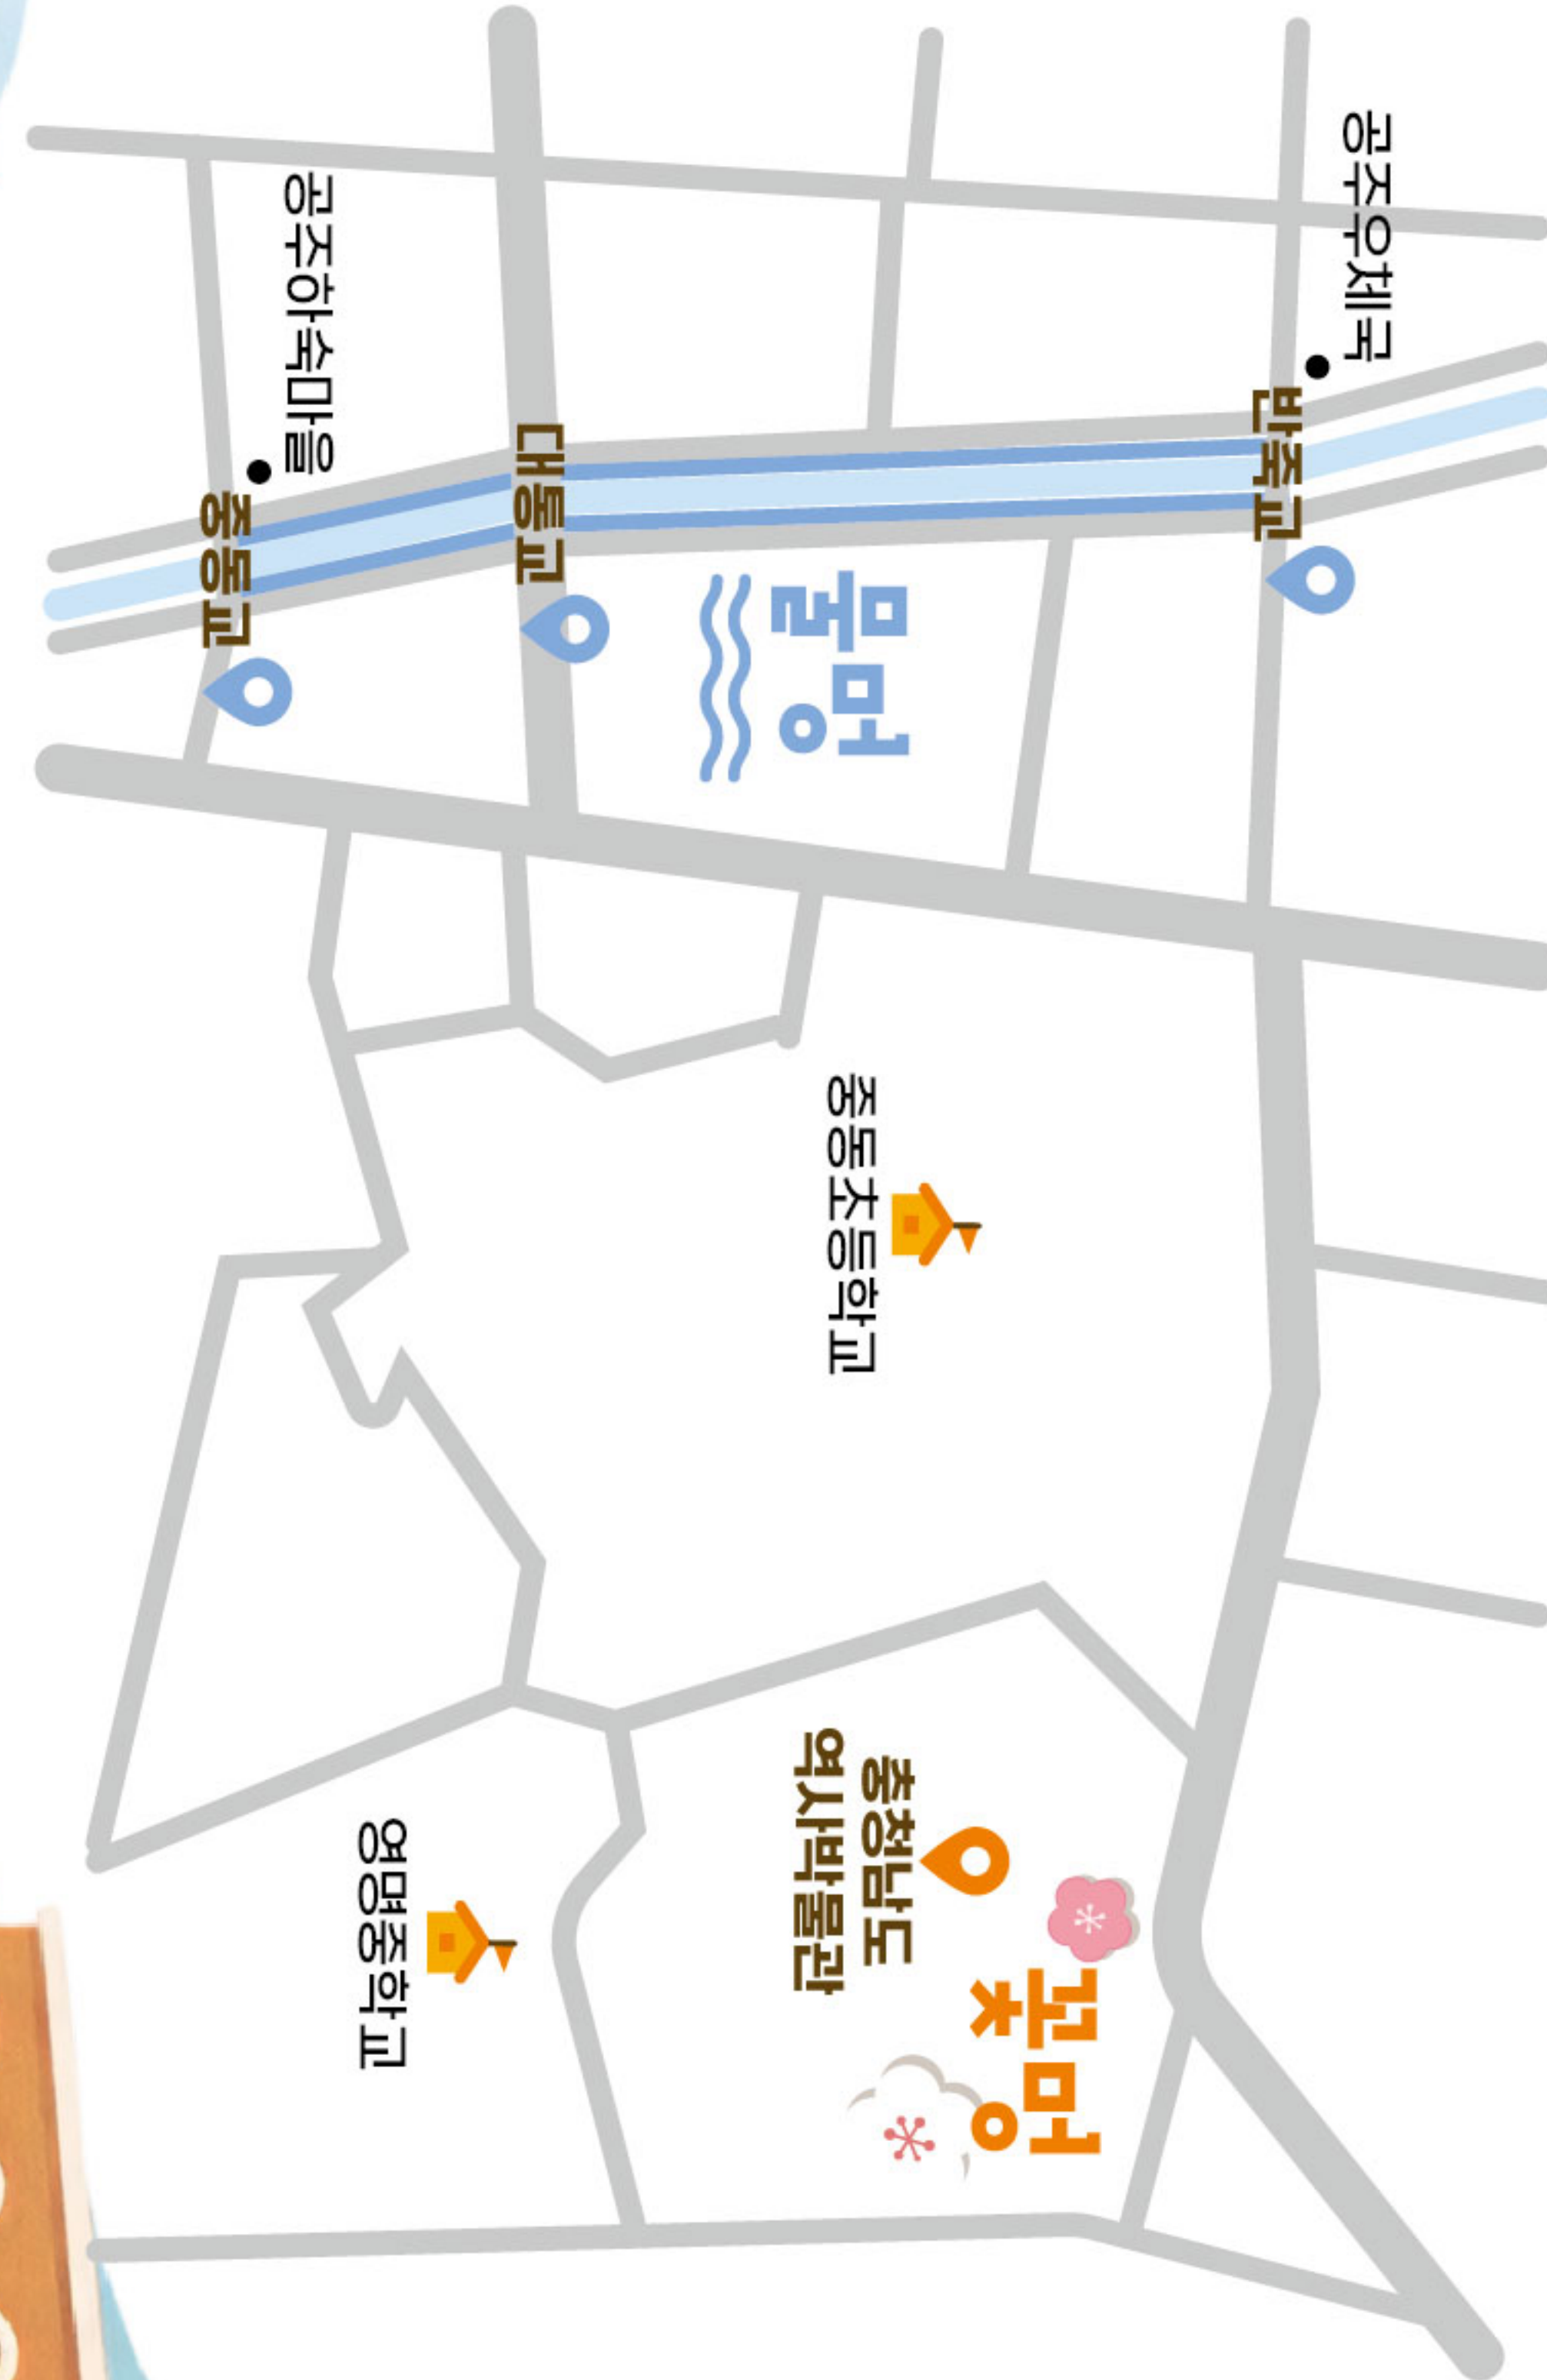 공주우체국
반죽교
물멍
대통교
공주하숙마을
중동교
중동초등학교
꽃멍
충청남도
역사박물관
영명중학교